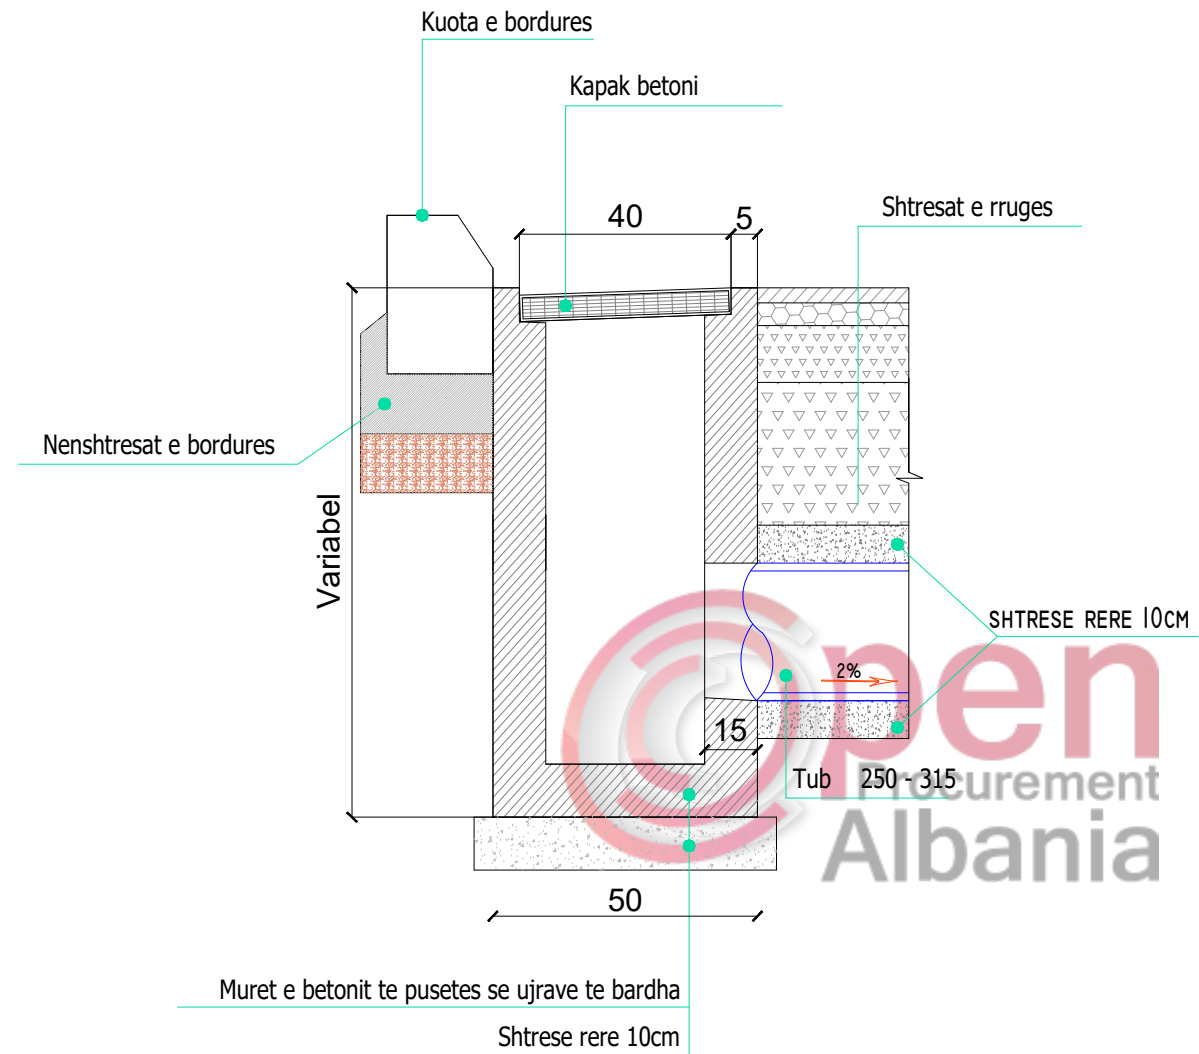 Kuota e bordures
Kapak betoni
40
5
Shtresat e rruges
Nenshtresat e bordures
Variabel
SHTRESE RERE 10CM
2%
15
Tub 250 - 315
Open
Procurement
Albania
50
Muret e betonit te pusetes se ujrave te bardha
Shtrese rere 10cm